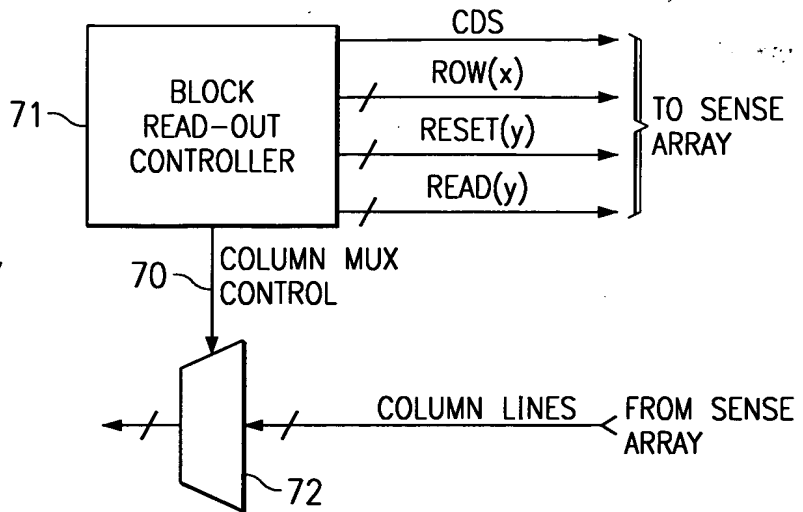 CDS
ROW(x)
RESET(y)
READ(y)
TO SENSE
ARRAY
71
BLOCK
READ-OUT
CONTROLLER
70
COLUMN MUX
CONTROL
COLUMN LINES
FROM SENSE
ARRAY
72